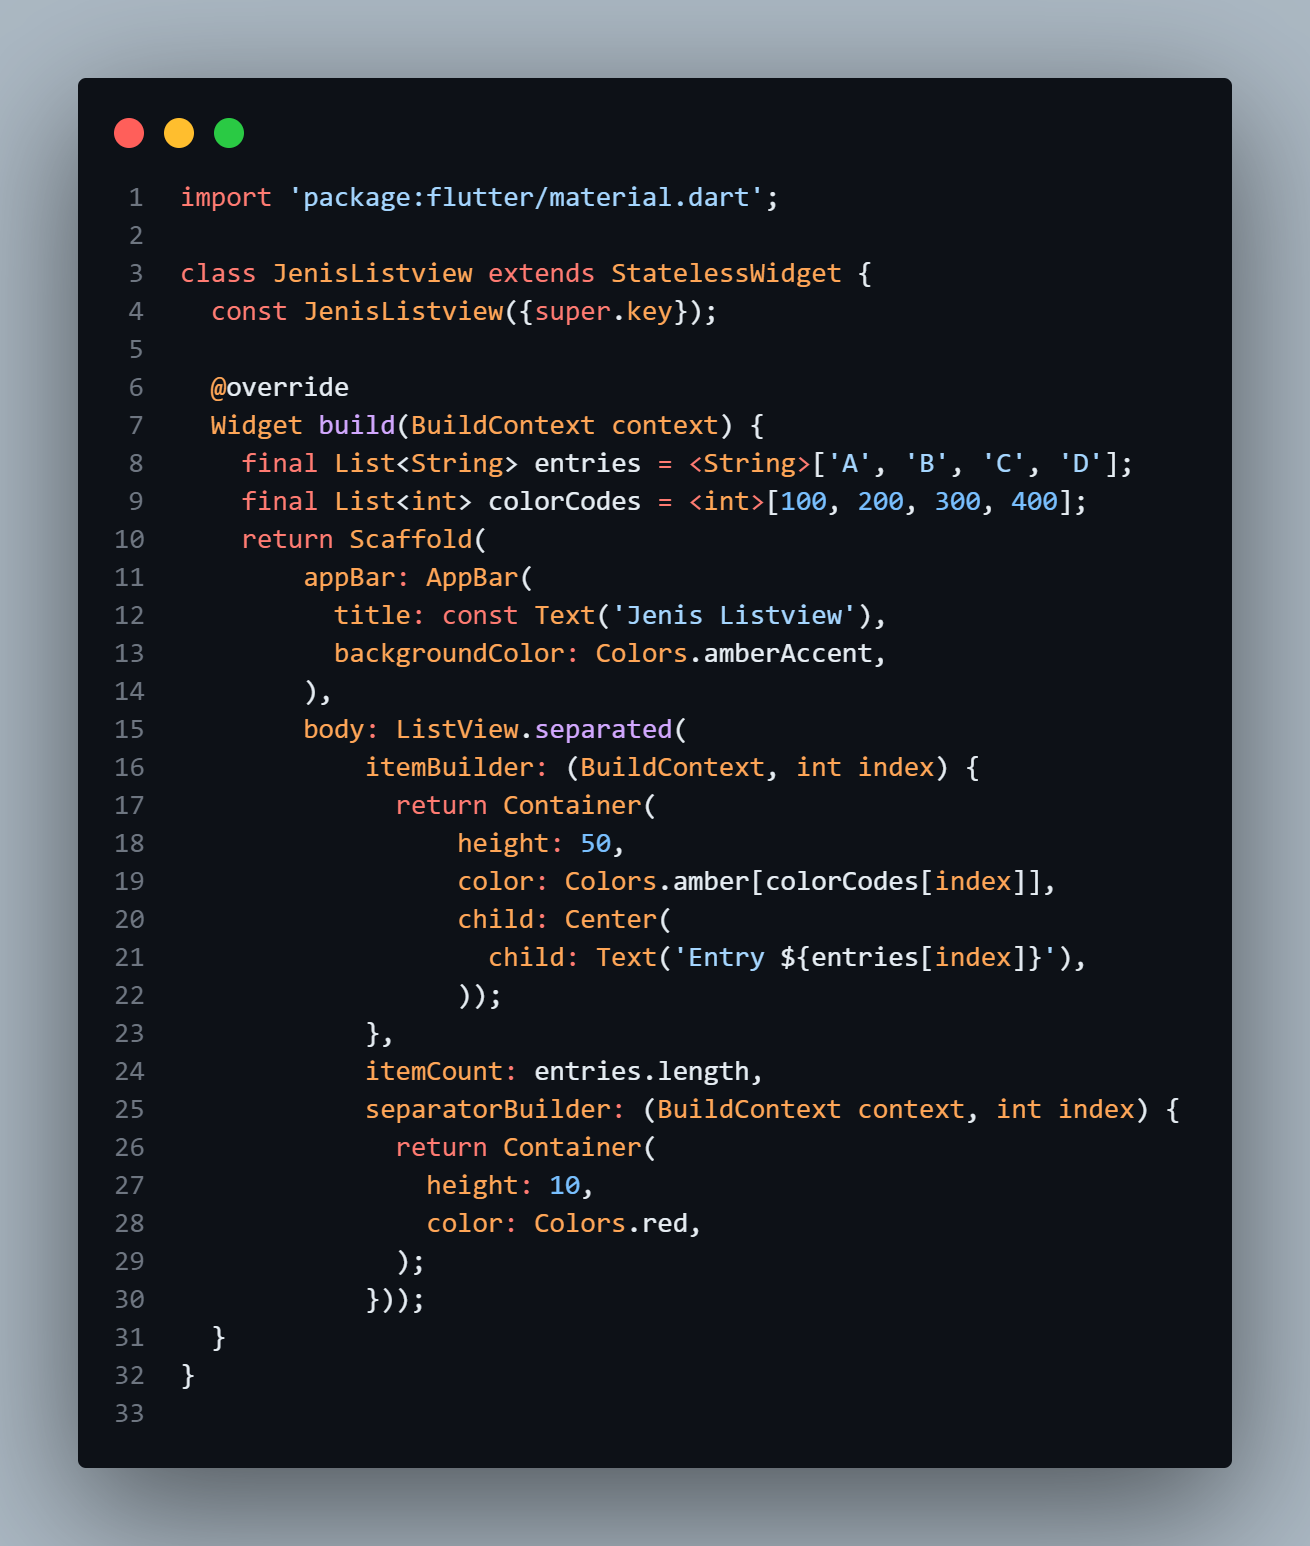 1 import 'package:flutter/material.dart';
2
3 class JenisListview extends StatelessWidget {
4   const JenisListview({super.key});
5
6   @override
7   Widget build(BuildContext context) {
8     final List<String> entries = <String>['A', 'B', 'C', 'D'];
9     final List<int> colorCodes = <int>[100, 200, 300, 400];
10     return Scaffold(
11         appBar: AppBar(
12           title: const Text('Jenis Listview'),
13           backgroundColor: Colors.amberAccent,
14         ),
15         body: ListView.separated(
16             itemBuilder: (BuildContext, int index) {
17               return Container(
18                   height: 50,
19                   color: Colors.amber[colorCodes[index]],
20                   child: Center(
21                     child: Text('Entry ${entries[index]}'),
22                   ));
23             },
24             itemCount: entries.length,
25             separatorBuilder: (BuildContext context, int index) {
26               return Container(
27                 height: 10,
28                 color: Colors.red,
29               );
30             }));
31   }
32 }
33